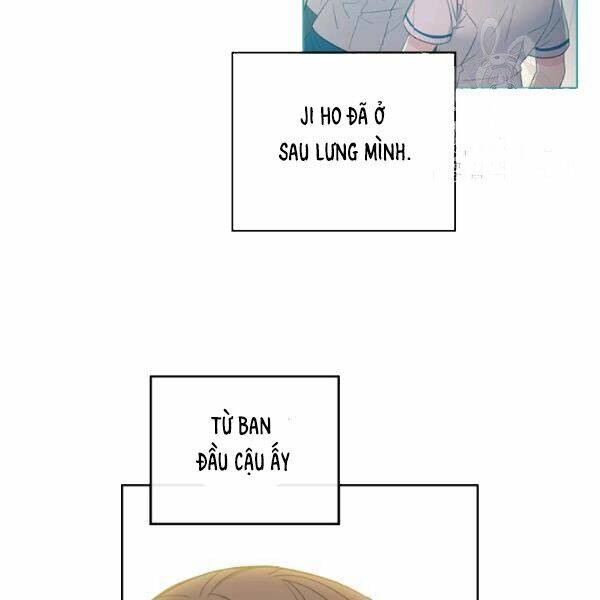 JI HO ĐÃ Ở
SAU LƯNG MÌNH.
TỪ BAN
ĐẦU CẬU ẤY